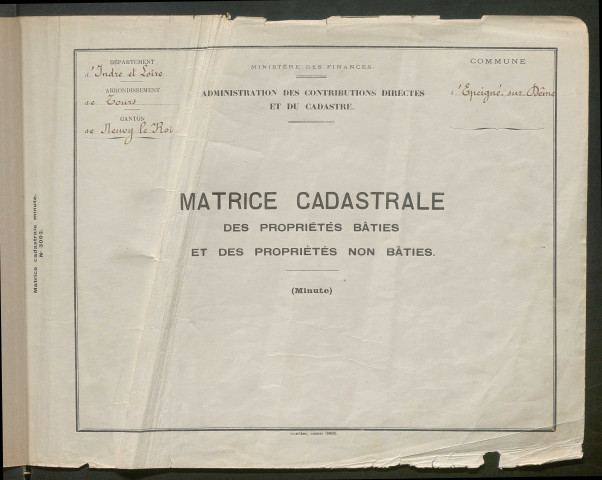 DÉPARTEMENT
d'Indre et Loire
ARRONDISSEMENT
de Tours
CANTON
de Neuvy le Roi
MINISTÈRE DES FINANCES.
ADMINISTRATION DES CONTRIBUTIONS DIRECTES
ET DU CADASTRE.
COMMUNE
d'Epeigné sur Dême
MATRICE CADASTRALE
DES PROPRIÉTÉS BÂTIES
ET DES PROPRIÉTÉS NON BÂTIES.
(Minute)
Matrice cadastrale minute.